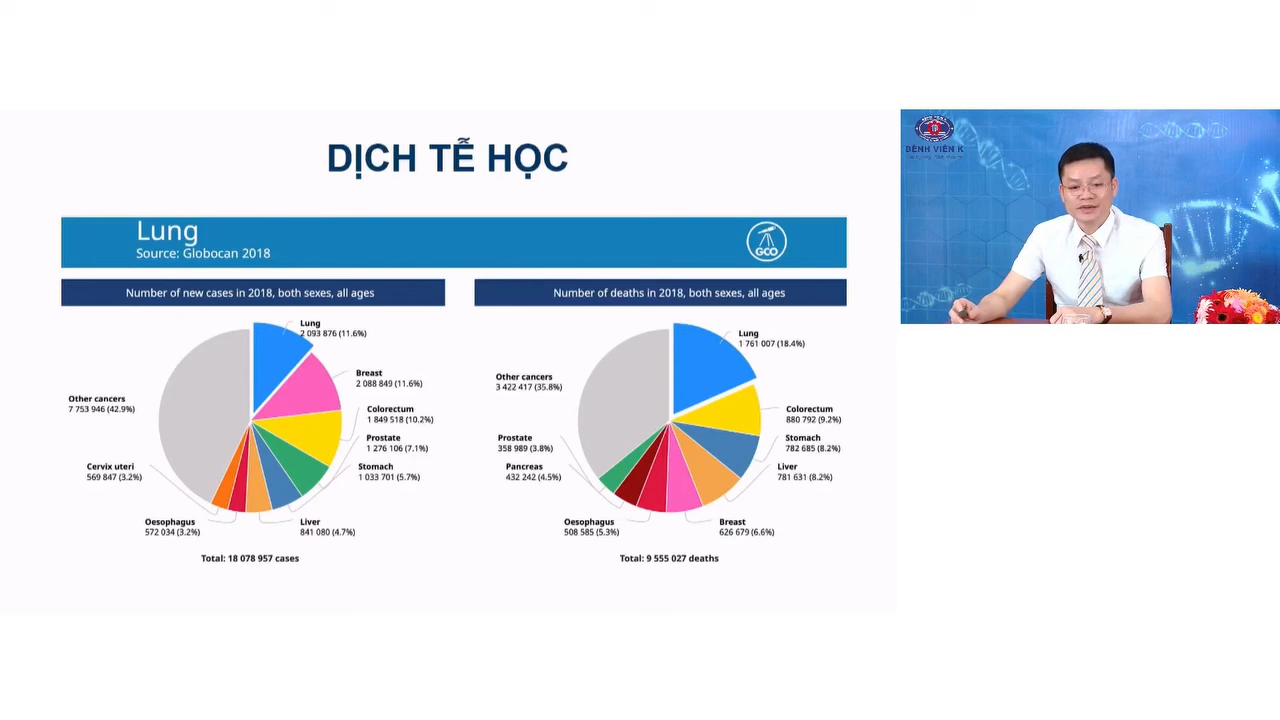 DỊCH TỄ HỌC
Lung
Source: Globocan 2018
GCO
Number of new cases in 2018, both sexes, all ages
Number of deaths in 2018, both sexes, all ages
Lung
2 093 876 (11.6%)
Breast
2 088 849 (11.6%)
Colorectum
1 849 518 (10.2%)
Prostate
1 276 106 (7.1%)
Stomach
1 033 701 (5.7%)
Liver
841 080 (4.7%)
Oesophagus
572 034 (3.2%)
Cervix uteri
569 847 (3.2%)
Other cancers
7 753 946 (42.9%)
Total: 18 078 957 cases
Lung
1 761 007 (18.4%)
Colorectum
880 792 (9.2%)
Stomach
782 685 (8.2%)
Liver
781 631 (8.2%)
Breast
626 679 (6.6%)
Oesophagus
508 585 (5.3%)
Pancreas
432 242 (4.5%)
Prostate
358 989 (3.8%)
Other cancers
3 422 417 (35.8%)
Total: 9 555 027 deaths
BỆNH VIỆN K